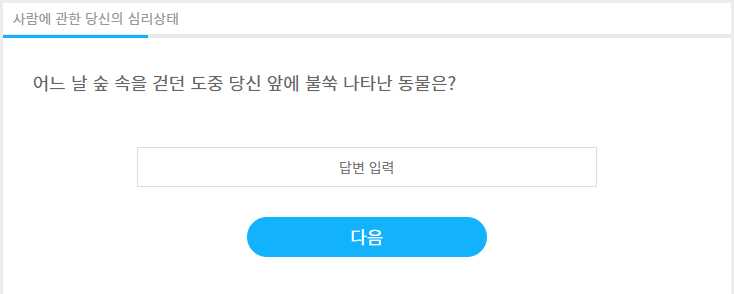 사람에 관한 당신의 심리상태
어느 날 숲 속을 걷던 도중 당신 앞에 불쑥 나타난 동물은?
답변 입력
다음